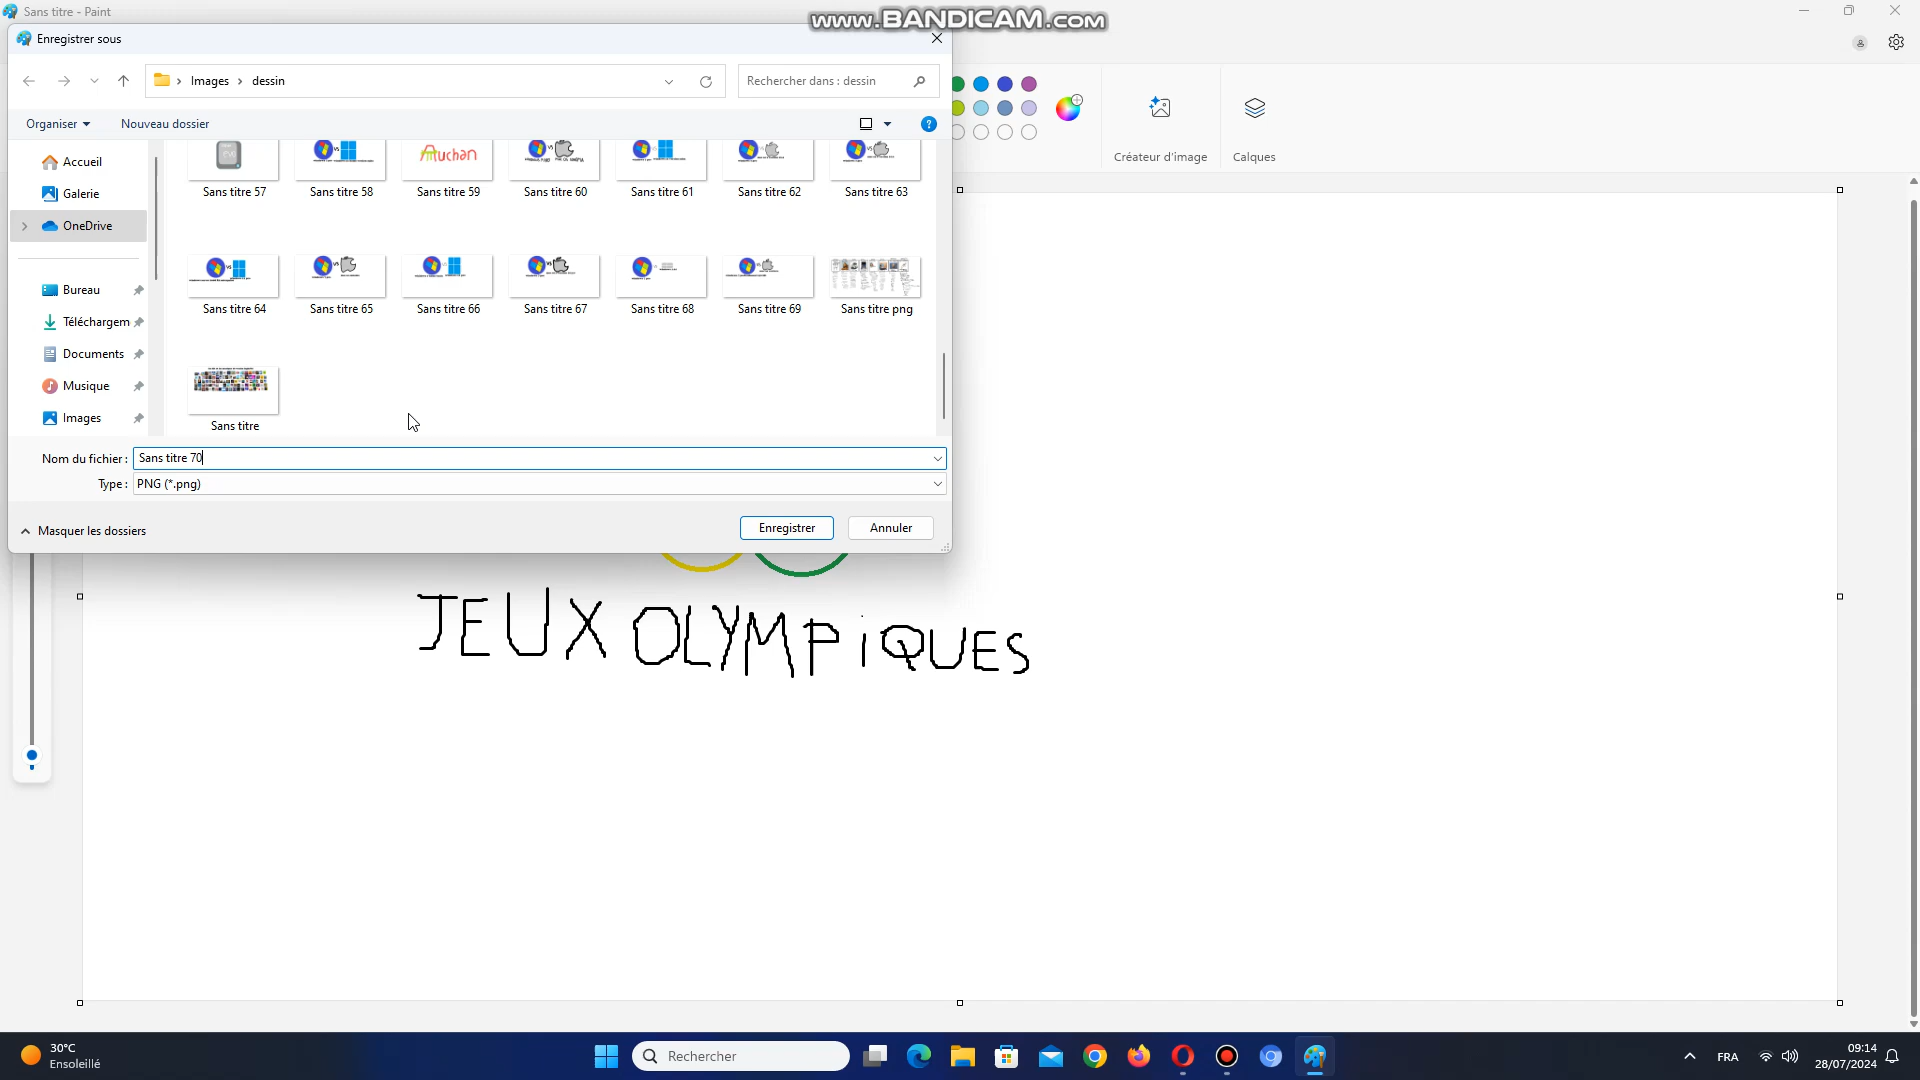 Sans titre - Paint
www.BANDICAM.com
Enregistrer sous
Images > dessin
Rechercher dans : dessin
Organiser
Nouveau dossier
Accueil
Galerie
OneDrive
Bureau
Téléchargem
Documents
Musique
Images
Auchan
Sans titre 57
Sans titre 58
Sans titre 59
Sans titre 60
Sans titre 61
Sans titre 62
Sans titre 63
Sans titre 64
Sans titre 65
Sans titre 66
Sans titre 67
Sans titre 68
Sans titre 69
Sans titre png
Sans titre
Nom du fichier :
Sans titre 70
Type :
PNG (*.png)
Masquer les dossiers
Enregistrer
Annuler
Créateur d'image
Calques
JEUX OLYMPiQUES
30°C
Ensoleillé
Rechercher
FRA
09:14
28/07/2024